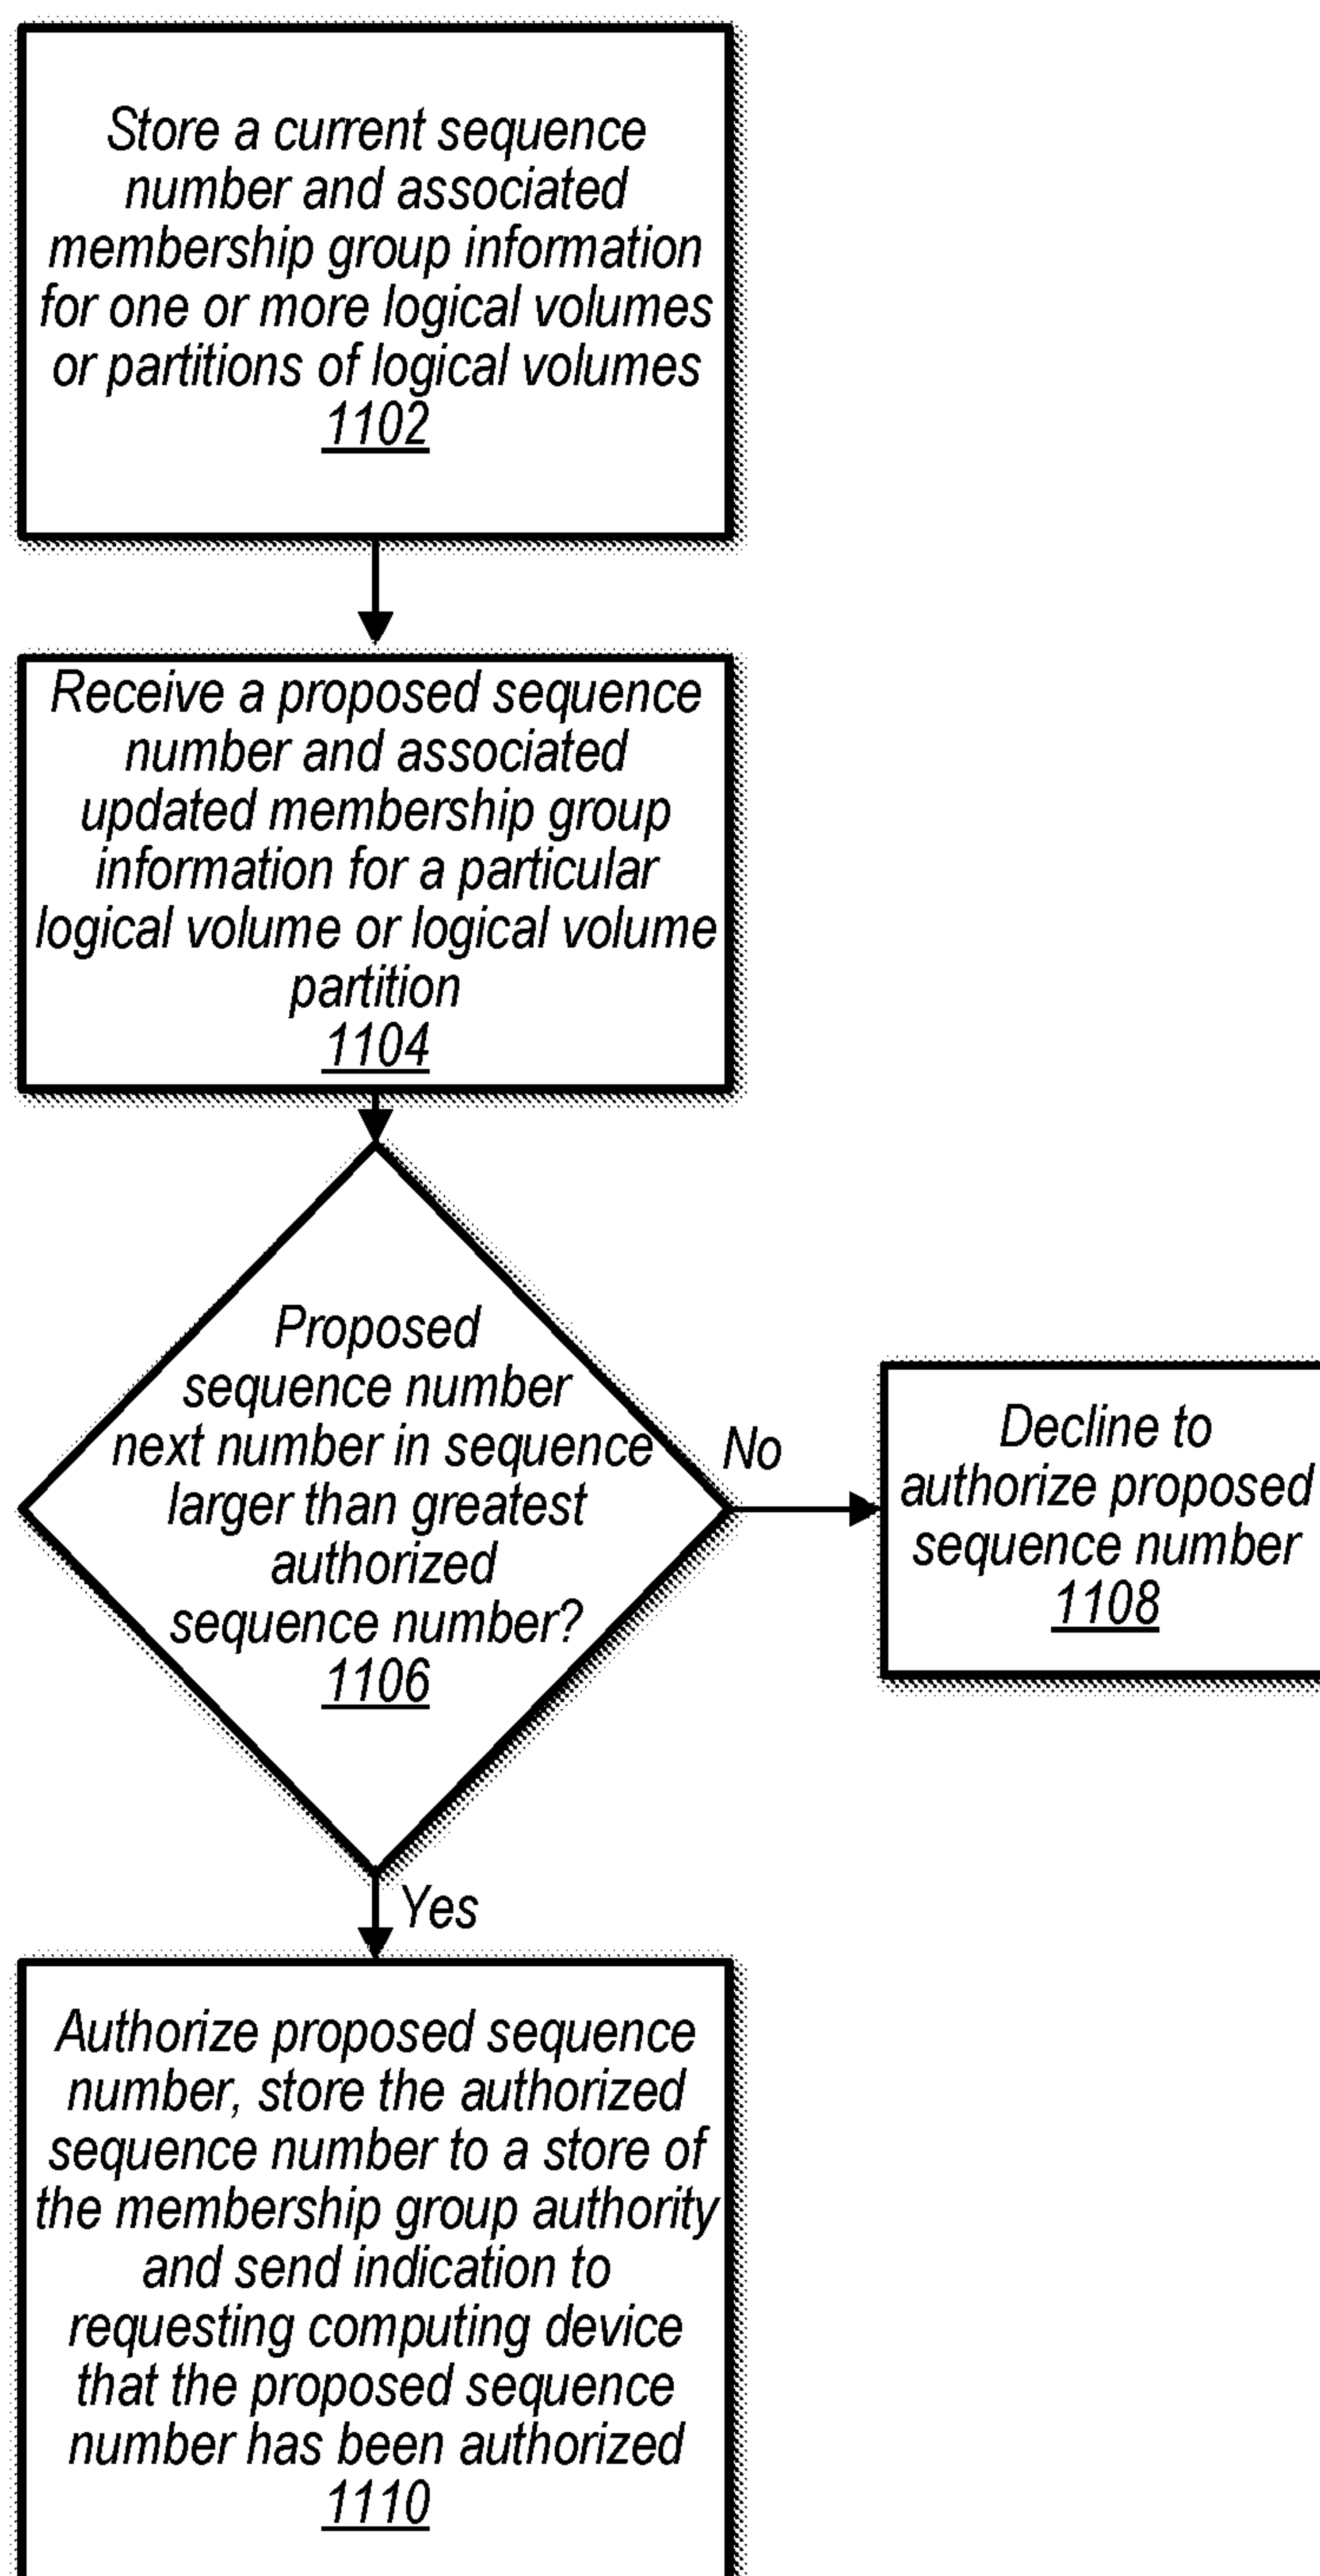 Store a current sequence
number and associated
membership group information
for one or more logical volumes
or partitions of logical volumes
1102
Receive a proposed sequence
number and associated
updated membership group
information for a particular
logical volume or logical volume
partition
1104
Proposed
sequence number
next number in sequence
larger than greatest
authorized
sequence number?
1106
No
Decline to
authorize proposed
sequence number
1108
Yes
Authorize proposed sequence
number, store the authorized
sequence number to a store of
the membership group authority
and send indication to
requesting computing device
that the proposed sequence
number has been authorized
1110